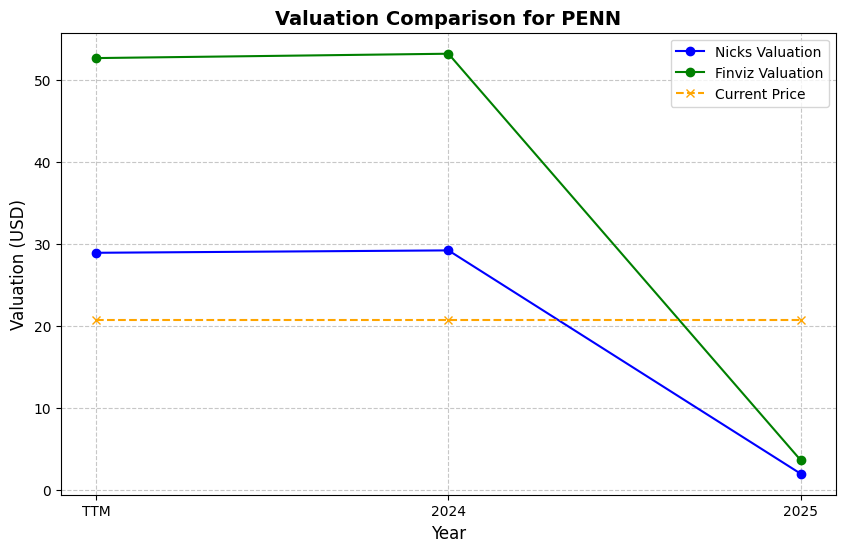 Valuation Comparison for PENN
Nicks Valuation
Finviz Valuation
Current Price
Valuation (USD)
50
40
30
20
10
0
TTM
2024
2025
Year